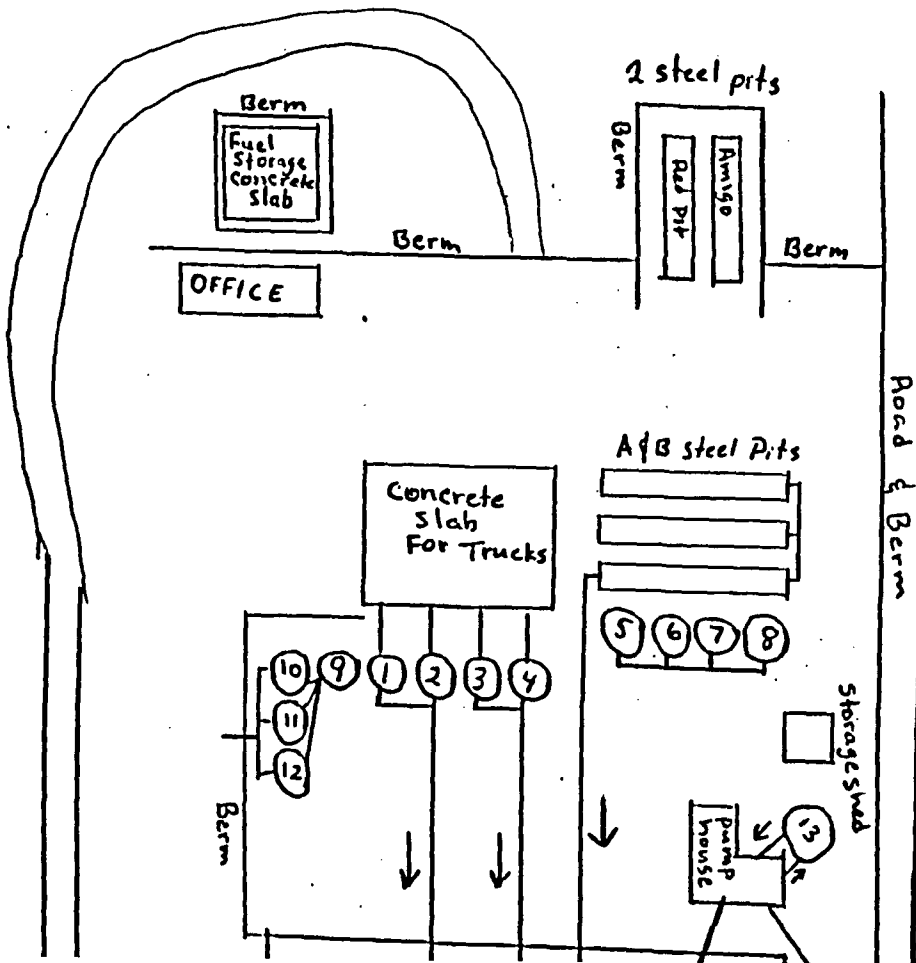 2 steel pits
Berm
Fuel
Storage
Concrete
Slab
Berm
Red Pit
Amigo
Berm
Berm
OFFICE
Road & Berm
A&B steel Pits
Concrete
Slab
For Trucks
5 6 7 8
10 9 1 2 3 4
11
12
Storage shed
Berm
Pump
house
13